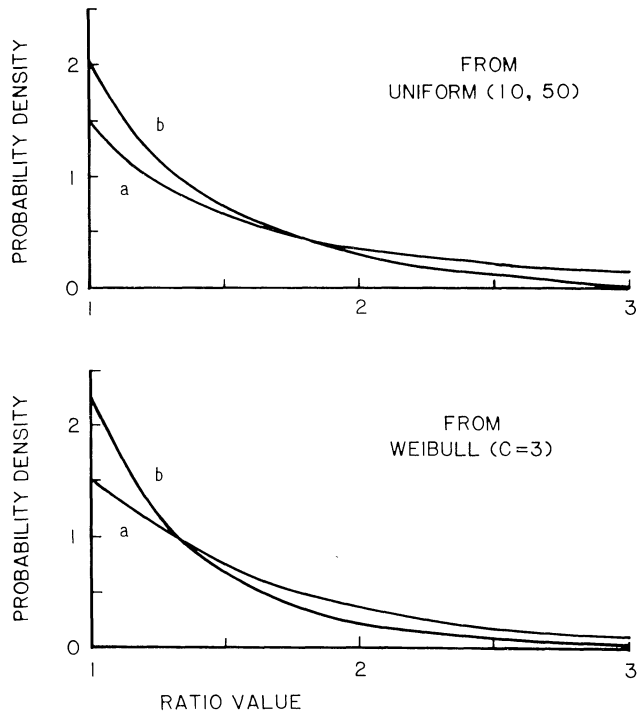 PROBABILITY DENSITY
2
1
0
b
a
FROM
UNIFORM (10, 50)
1
2
3
PROBABILITY DENSITY
2
1
0
b
a
FROM
WEIBULL (C=3)
1
2
3
RATIO VALUE